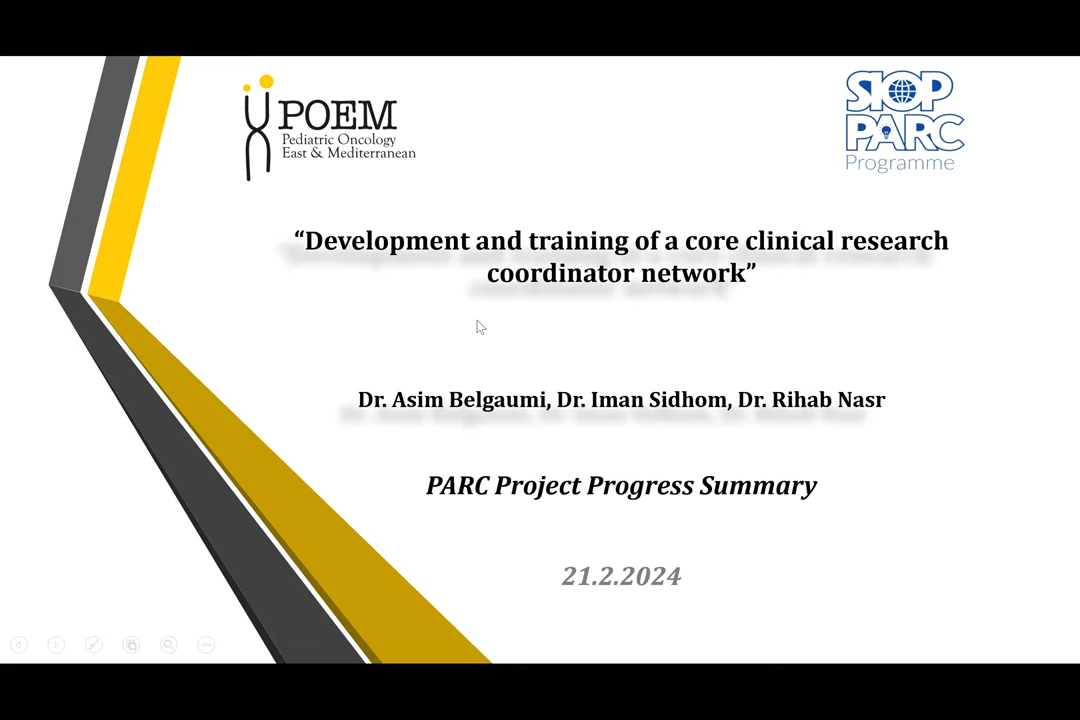 POEM
Pediatric Oncology
East & Mediterranean
SIOP
PARC
Programme
“Development and training of a core clinical research
coordinator network”
Dr. Asim Belgaumi, Dr. Iman Sidhom, Dr. Rihab Nasr
PARC Project Progress Summary
21.2.2024